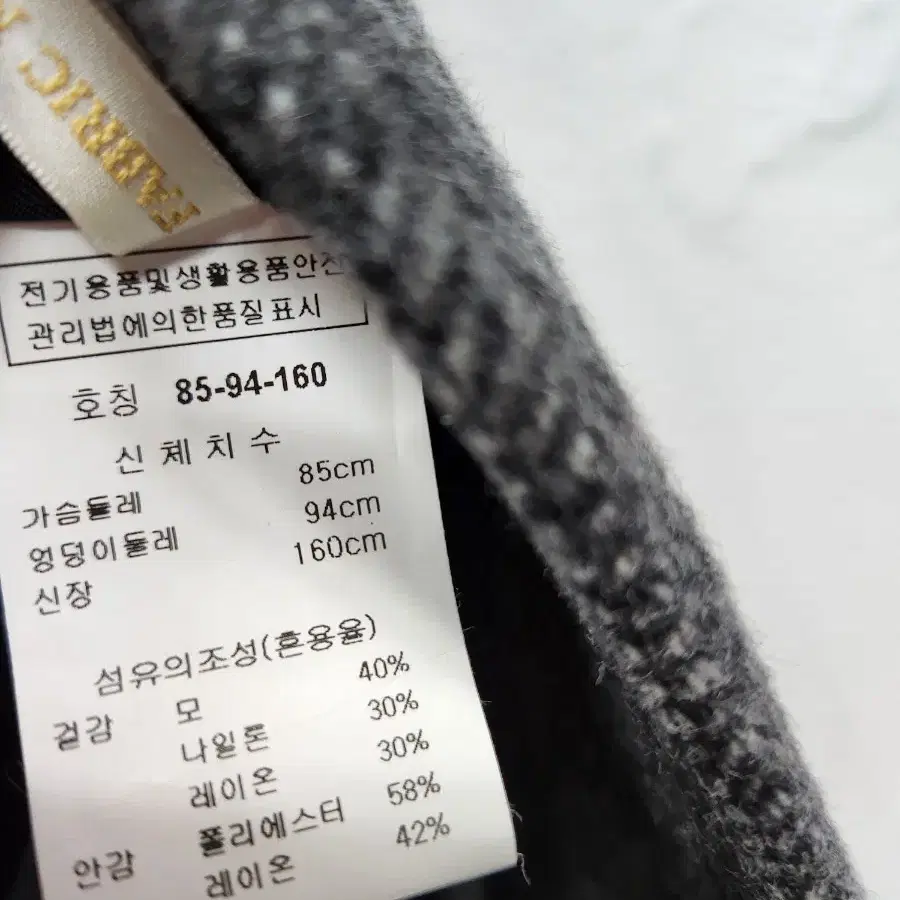 FABRIC
전기용품및생활용품안전
관리법에의한품질표시
호칭 85-94-160
신체치수
가슴둘레 85cm
엉덩이둘레 94cm
신장 160cm
섬유의조성(혼용율)
겉감 모 40%
나일론 30%
레이온 30%
안감 폴리에스터 58%
레이온 42%